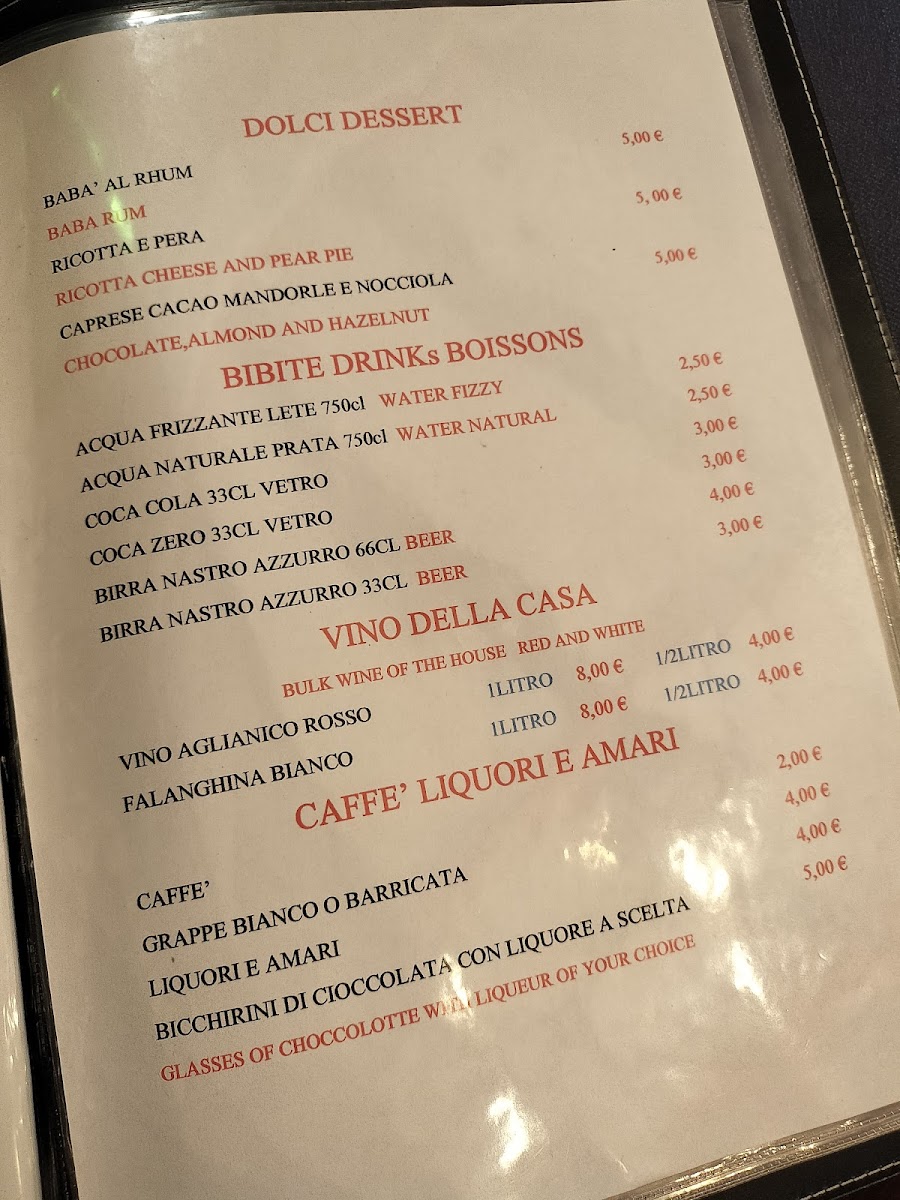 DOLCI DESSERT
BABA’ AL RHUM 5,00 €
BABA RUM
RICOTTA E PERA 5,00 €
RICOTTA CHEESE AND PEAR PIE
CAPRESE CACAO MANDORLE E NOCCIOLA 5,00 €
CHOCOLATE,ALMOND AND HAZELNUT
BIBITE DRINKs BOISSONS
ACQUA FRIZZANTE LETE 750cl WATER FIZZY 2,50 €
ACQUA NATURALE PRATA 750cl WATER NATURAL 2,50 €
COCA COLA 33CL VETRO 3,00 €
COCA ZERO 33CL VETRO 3,00 €
BIRRA NASTRO AZZURRO 66CL BEER 4,00 €
BIRRA NASTRO AZZURRO 33CL BEER 3,00 €
VINO DELLA CASA
BULK WINE OF THE HOUSE RED AND WHITE
VINO AGLIANICO ROSSO 1LITRO 8,00 € 1/2LITRO 4,00 €
FALANGHINA BIANCO 1LITRO 8,00 € 1/2LITRO 4,00 €
CAFFE’ LIQUORI E AMARI
CAFFE’ 2,00 €
GRAPPE BIANCO O BARRICATA 4,00 €
LIQUORI E AMARI 4,00 €
BICCHIRINI DI CIOCCOLATA CON LIQUORE A SCELTA 5,00 €
GLASSES OF CHOCCOLOTTE WITH LIQUEUR OF YOUR CHOICE